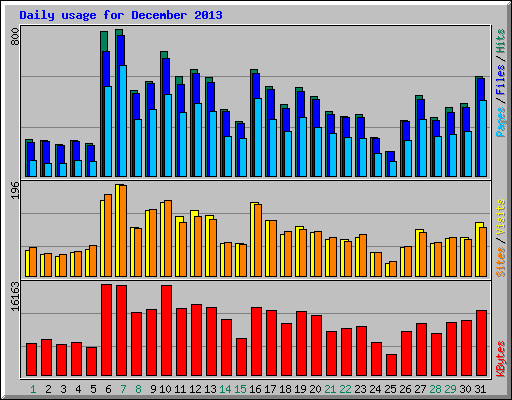 Daily usage for December 2013
800
Pages / Files / Hits
196
Sites / Visits
16163
KBytes
1 2 3 4 5 6 7 8 9 10 11 12 13 14 15 16 17 18 19 20 21 22 23 24 25 26 27 28 29 30 31